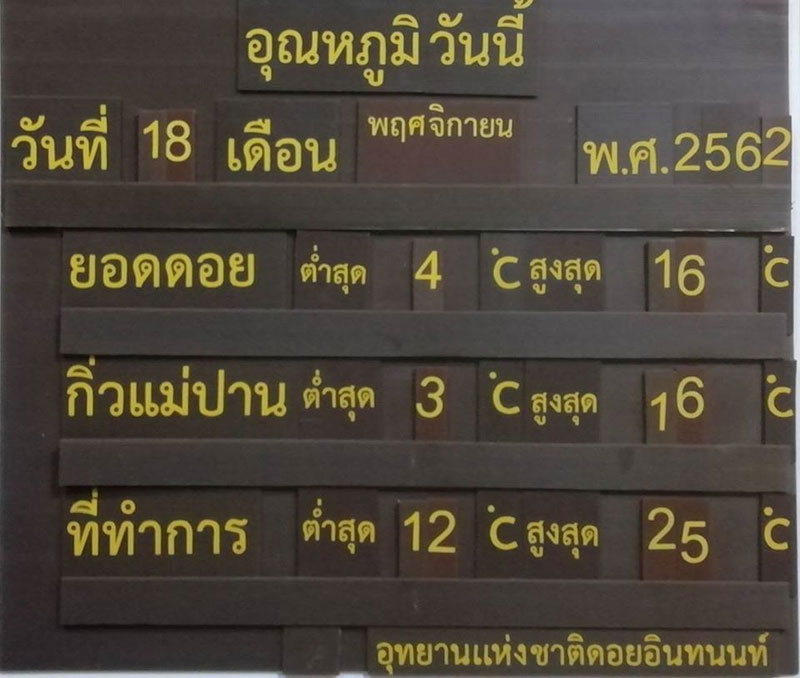 อุณหภูมิ วันนี้
วันที่ 18 เดือน พฤศจิกายน พ.ศ. 2562
ยอดดอย ต่ำสุด 4 °C สูงสุด 16 °C
กิ่วแม่ปาน ต่ำสุด 3 °C สูงสุด 16 °C
ที่ทำการ ต่ำสุด 12 °C สูงสุด 25 °C
อุทยานแห่งชาติดอยอินทนนท์